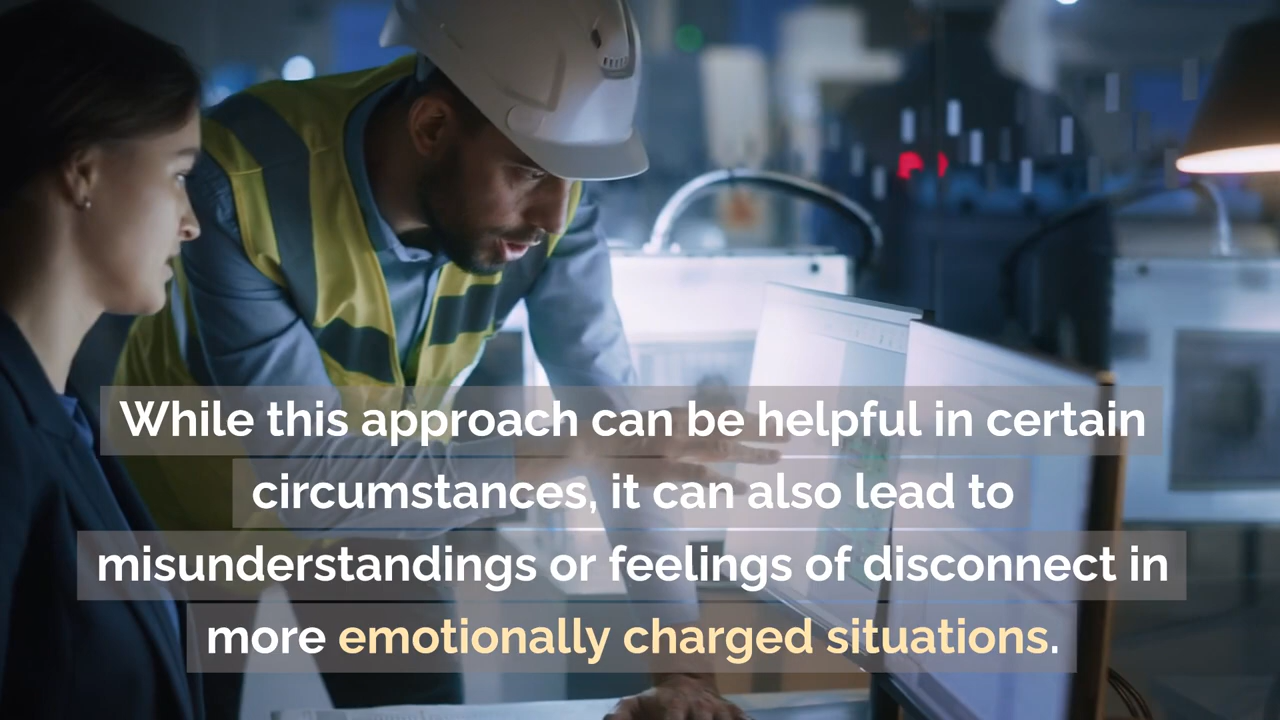 While this approach can be helpful in certain
circumstances, it can also lead to
misunderstandings or feelings of disconnect in
more emotionally charged situations.